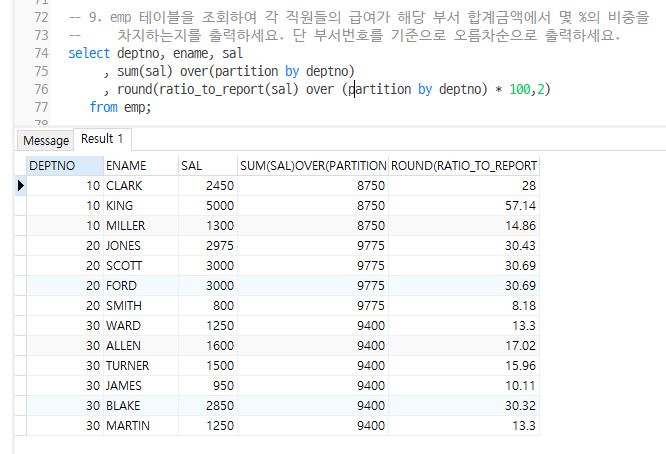 -- 9. emp 테이블을 조회하여 각 직원들의 급여가 해당 부서 합계금액에서 몇 %의 비중을
-- 차지하는지를 출력하세요. 단 부서번호를 기준으로 오름차순으로 출력하세요.
select deptno, ename, sal
, sum(sal) over(partition by deptno)
, round(ratio_to_report(sal) over (partition by deptno) * 100,2)
from emp;
72
73
74
75
76
77
Message Result 1
DEPTNO ENAME SAL SUM(SAL)OVER(PARTITION ROUND(RATIO_TO_REPORT
10 CLARK 2450 8750 28
10 KING 5000 8750 57.14
10 MILLER 1300 8750 14.86
20 JONES 2975 9775 30.43
20 SCOTT 3000 9775 30.69
20 FORD 3000 9775 30.69
20 SMITH 800 9775 8.18
30 WARD 1250 9400 13.3
30 ALLEN 1600 9400 17.02
30 TURNER 1500 9400 15.96
30 JAMES 950 9400 10.11
30 BLAKE 2850 9400 30.32
30 MARTIN 1250 9400 13.3